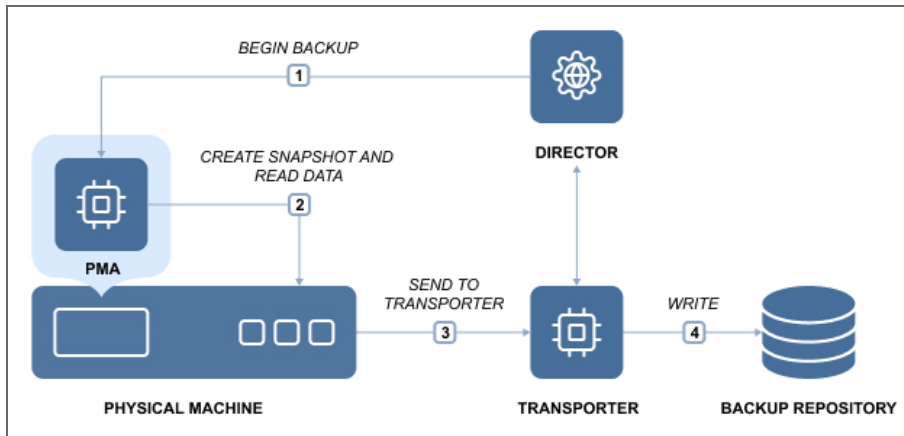 BEGIN BACKUP
1
DIRECTOR
CREATE SNAPSHOT AND
READ DATA
2
PMA
SEND TO
TRANSPORTER
3
WRITE
4
PHYSICAL MACHINE
TRANSPORTER
BACKUP REPOSITORY